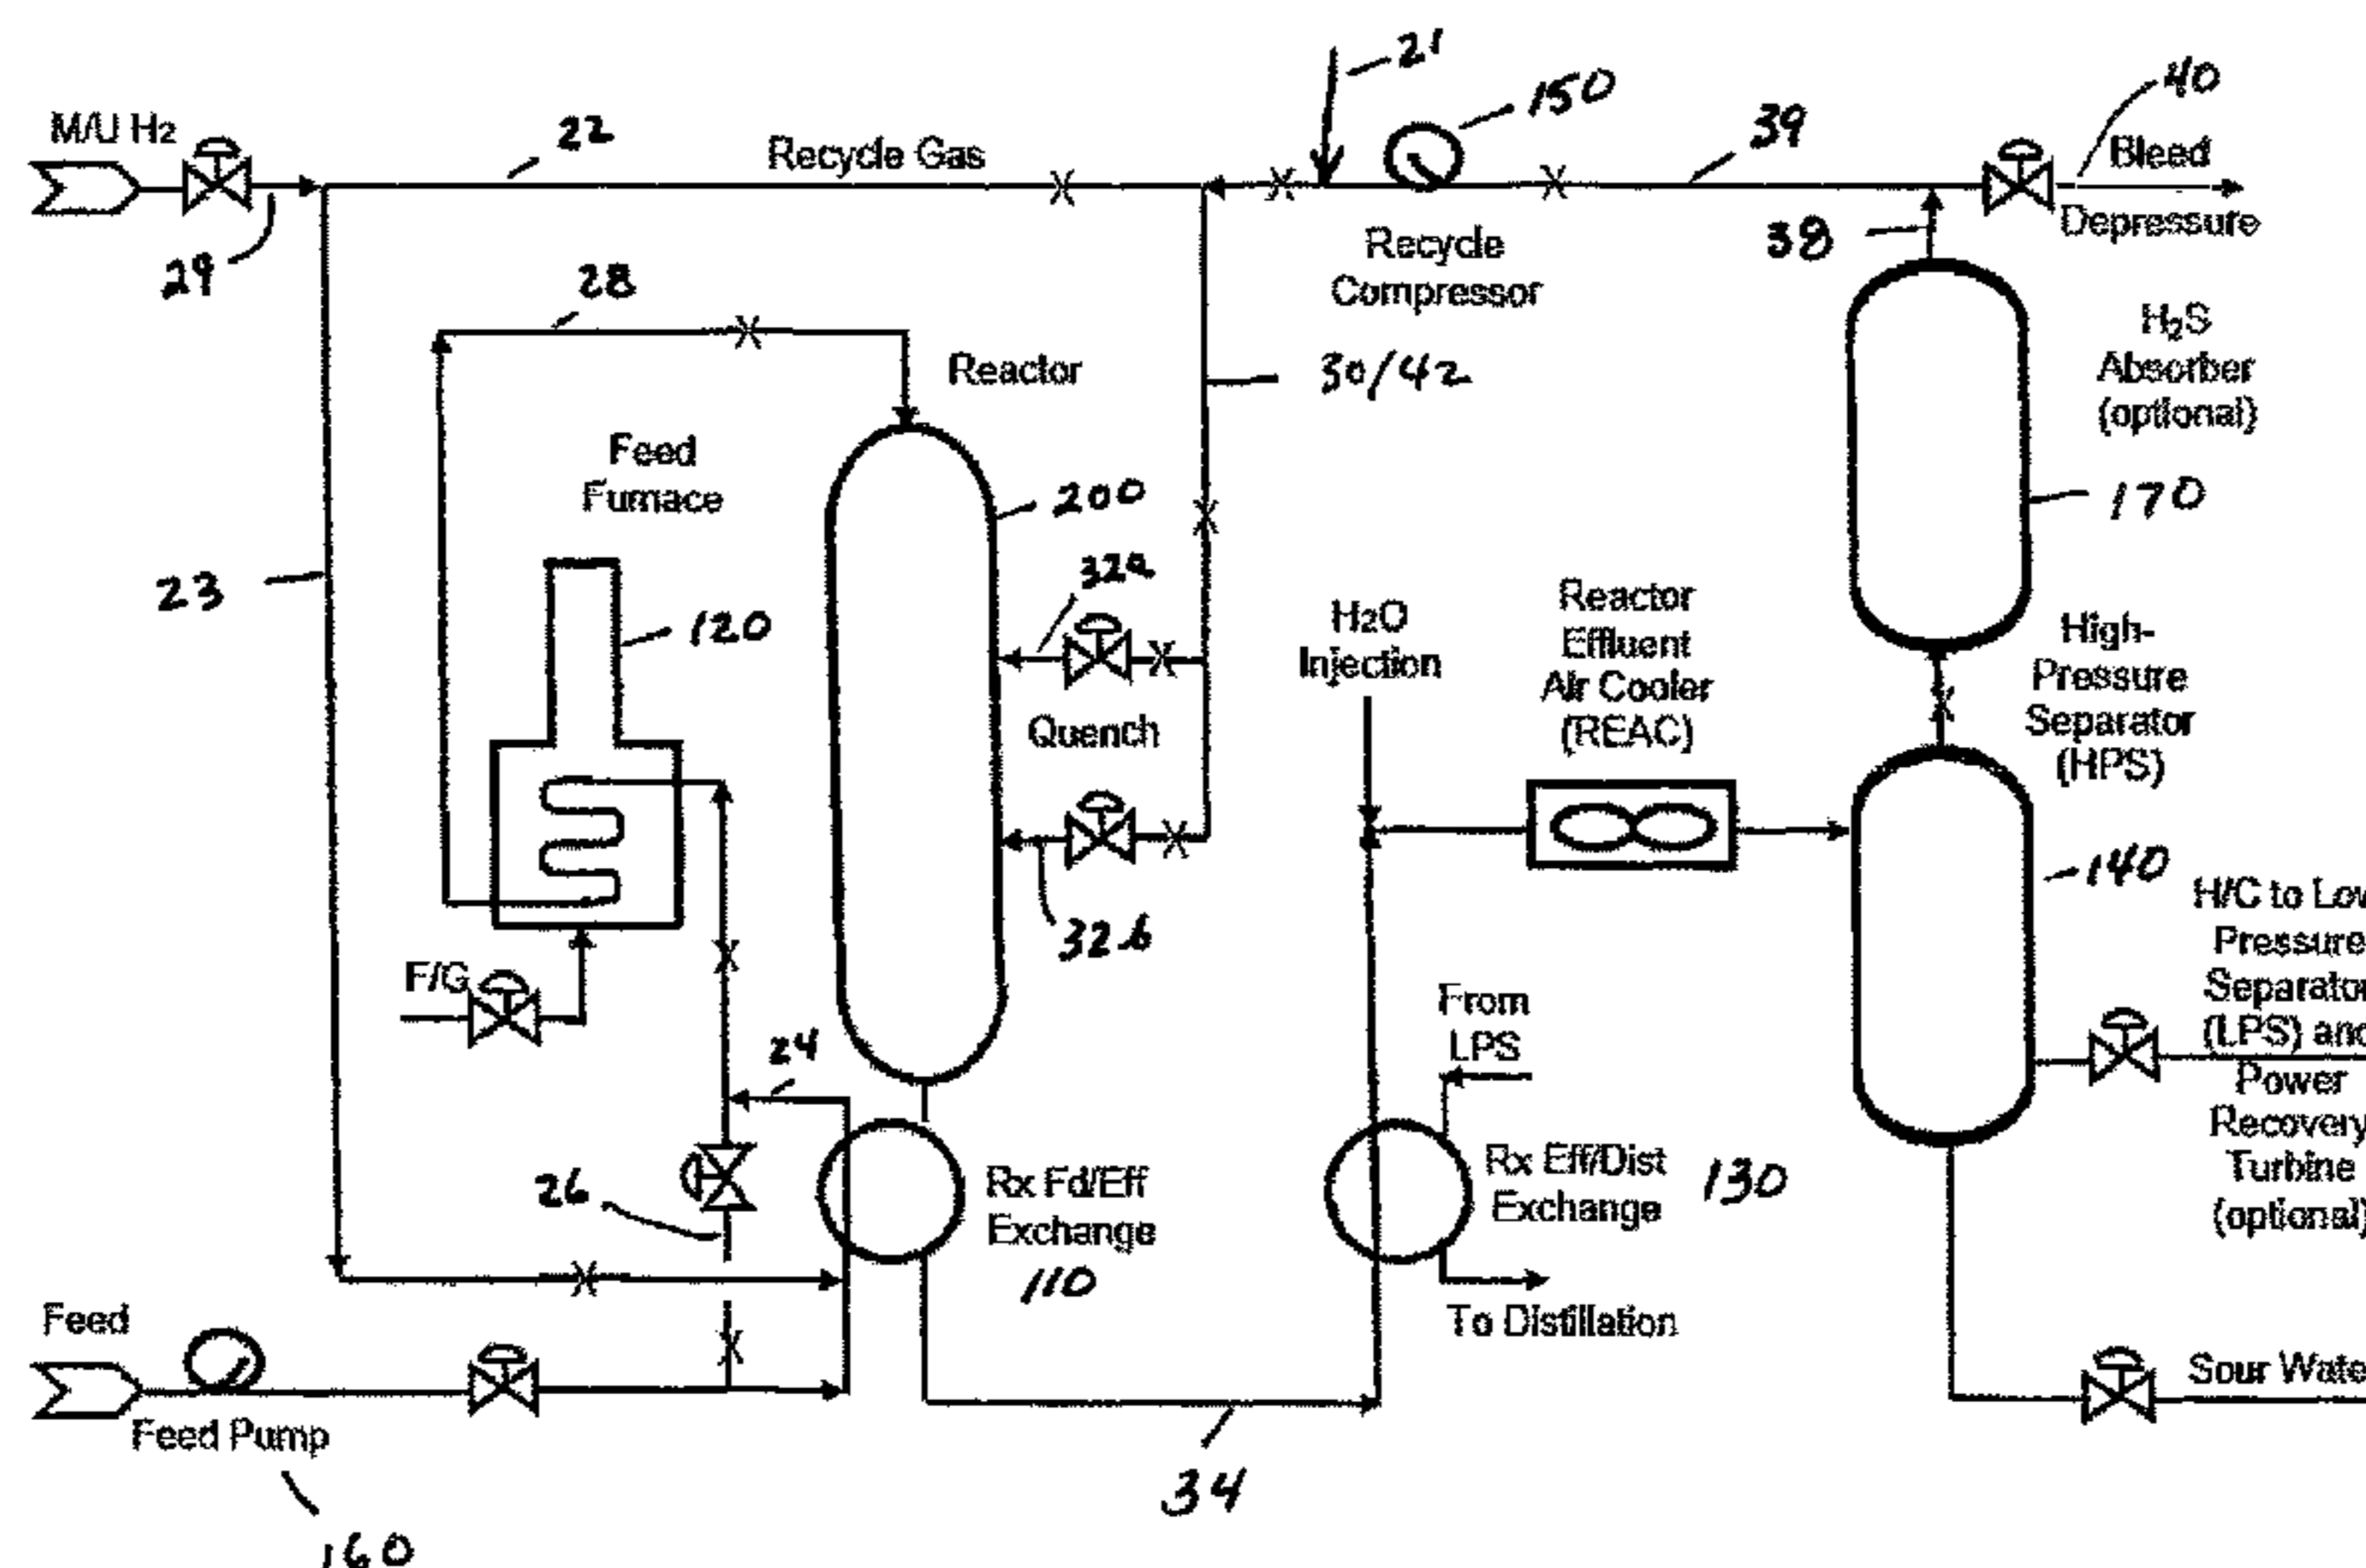 21
150
40
M/U H2
22
Recycle Gas
39
Bleed
Depressure
29
28
38
Recycle
Compressor
H2S
Absorber
(optional)
Reactor
30/42
Feed
Furnace
200
170
23
32a
120
H2O
Injection
Reactor
Effluent
Air Cooler
(REAC)
High-
Pressure
Separator
(HPS)
Quench
140
32b
F/G
H/C to Low
Pressure
Separator
(LPS) and
Power
Recovery
Turbine
(optional)
24
From
LPS
26
Rx Fd/Eff
Exchange
110
Rx Eff/Dist
Exchange
130
To Distillation
Feed
Feed Pump
160
34
Sour Wate